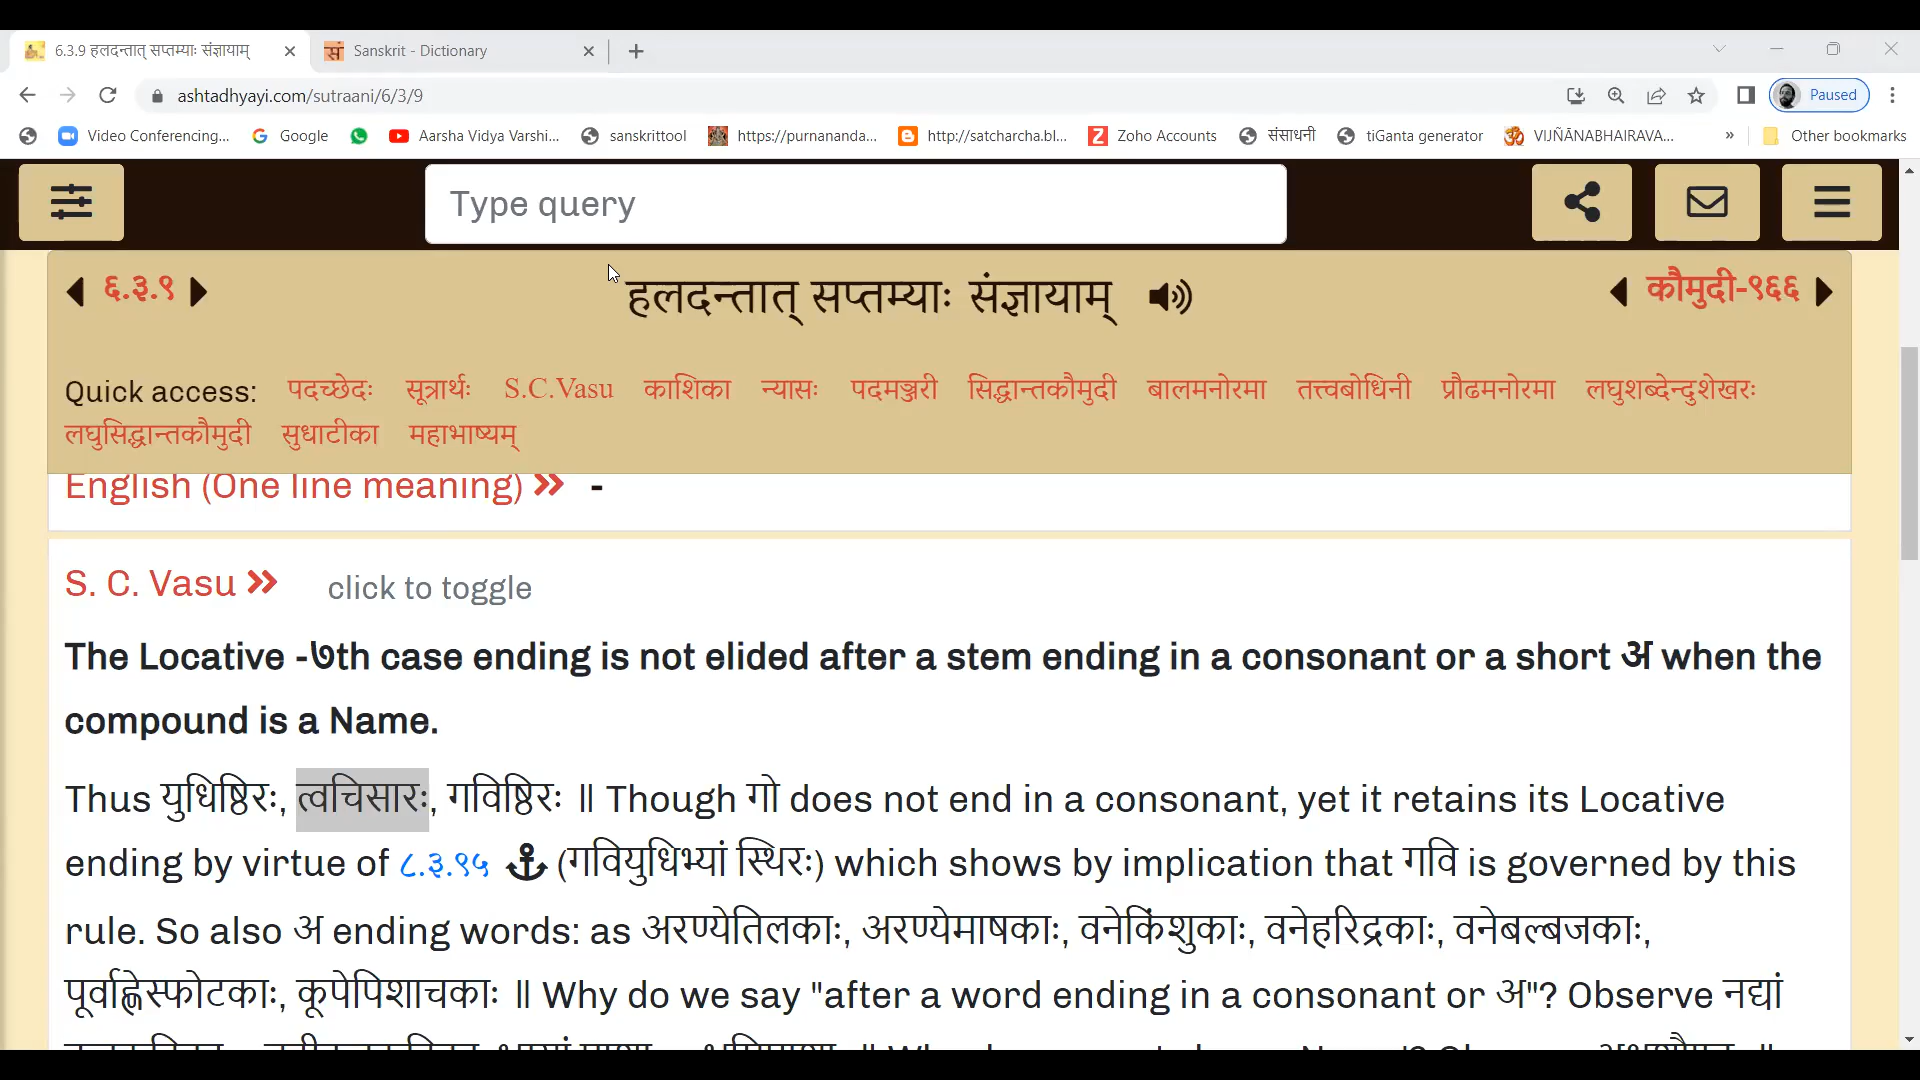 6.3.9 हलदन्तात् सप्तम्याः संज्ञायाम्
Sanskrit - Dictionary
ashtadhyayi.com/sutraani/6/3/9
Paused
Video Conferencing...
Google
Aarsha Vidya Varshi...
sanskrittool
https://purnananda...
http://satcharcha.bl...
Zoho Accounts
संसाधनी
tiGanta generator
VIJÑĀNABHAIRAVA...
»
Other bookmarks
Type query
६.३.९
हलदन्तात् सप्तम्याः संज्ञायाम्
कौमुदी-९६६
Quick access: पदच्छेदः सूत्रार्थः S.C.Vasu काशिका न्यासः पदमञ्जरी सिद्धान्तकौमुदी बालमनोरमा तत्त्वबोधिनी प्रौढमनोरमा लघुशब्देन्दुशेखरः
लघुसिद्धान्तकौमुदी सुधाटीका महाभाष्यम्
English (One line meaning) -
S. C. Vasu click to toggle
The Locative -७th case ending is not elided after a stem ending in a consonant or a short अ when the
compound is a Name.
Thus युधिष्ठिरः, त्वचिसारः, गविष्ठिरः ॥ Though गो does not end in a consonant, yet it retains its Locative
ending by virtue of ८.३.९५ (गवियुधिभ्यां स्थिरः) which shows by implication that गवि is governed by this
rule. So also अ ending words: as अरण्येतिलकाः, अरण्येमाषकाः, वनेकिंशुकाः, वनेहरिद्रकाः, वनेबल्बजकाः,
पूर्वाह्णेस्फोटकाः, कूपेपिशाचकाः ॥ Why do we say "after a word ending in a consonant or अ"? Observe नद्यां